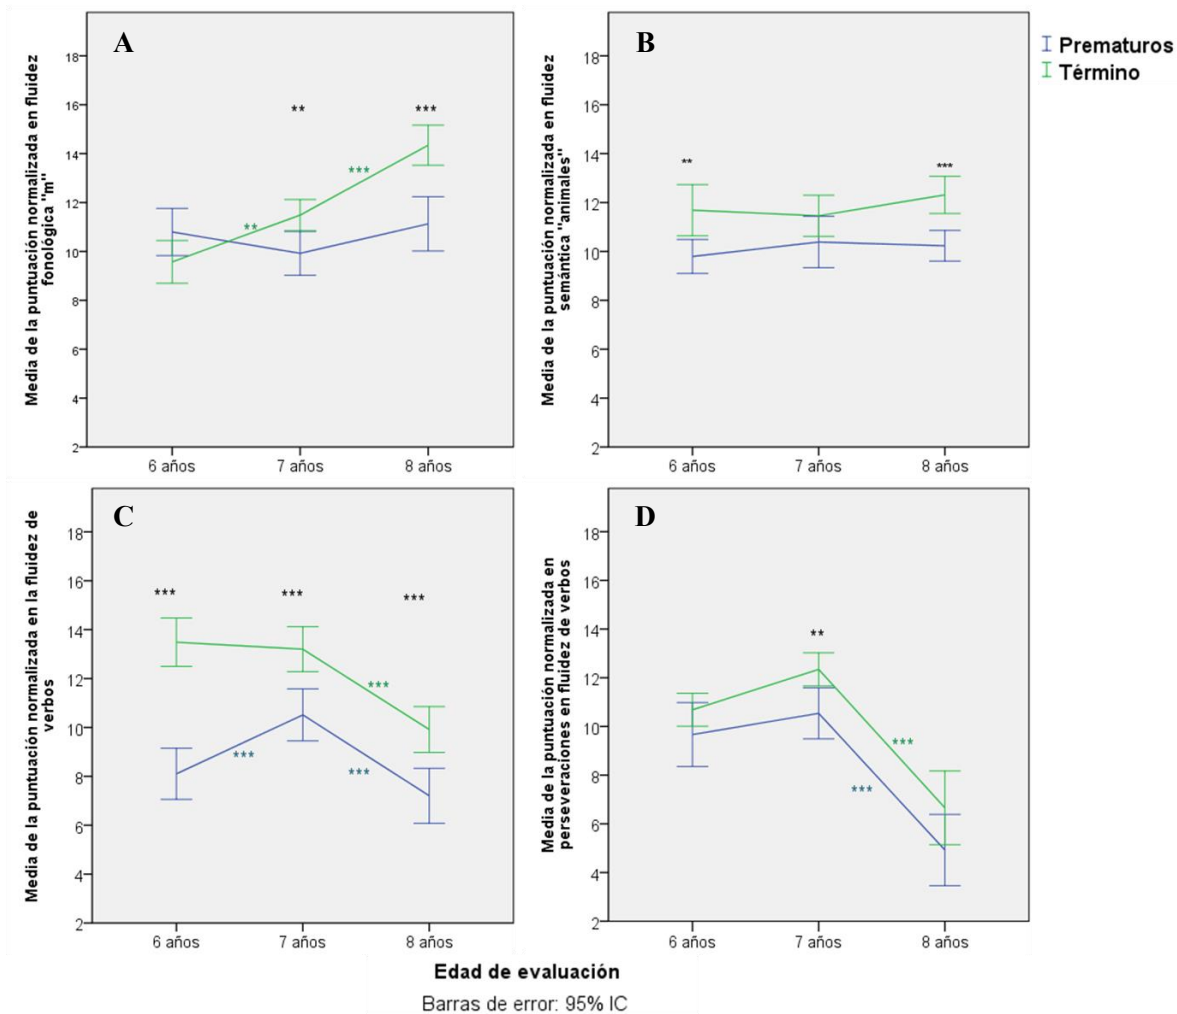 A
Media de la puntuación normalizada en fluidez
fonológica "m"
18
16
14
12
10
8
6
4
2
**
***
***
**
6 años
7 años
8 años
B
Media de la puntuación normalizada en fluidez
semántica "animales"
18
16
14
12
10
8
6
4
2
**
***
6 años
7 años
8 años
Prematuros
Término
C
Media de la puntuación normalizada en la fluidez de
verbos
18
16
14
12
10
8
6
4
2
***
***
***
***
***
***
6 años
7 años
8 años
D
Media de la puntuación normalizada en
perseveraciones en fluidez de verbos
18
16
14
12
10
8
6
4
2
**
***
***
6 años
7 años
8 años
Edad de evaluación
Barras de error: 95% IC